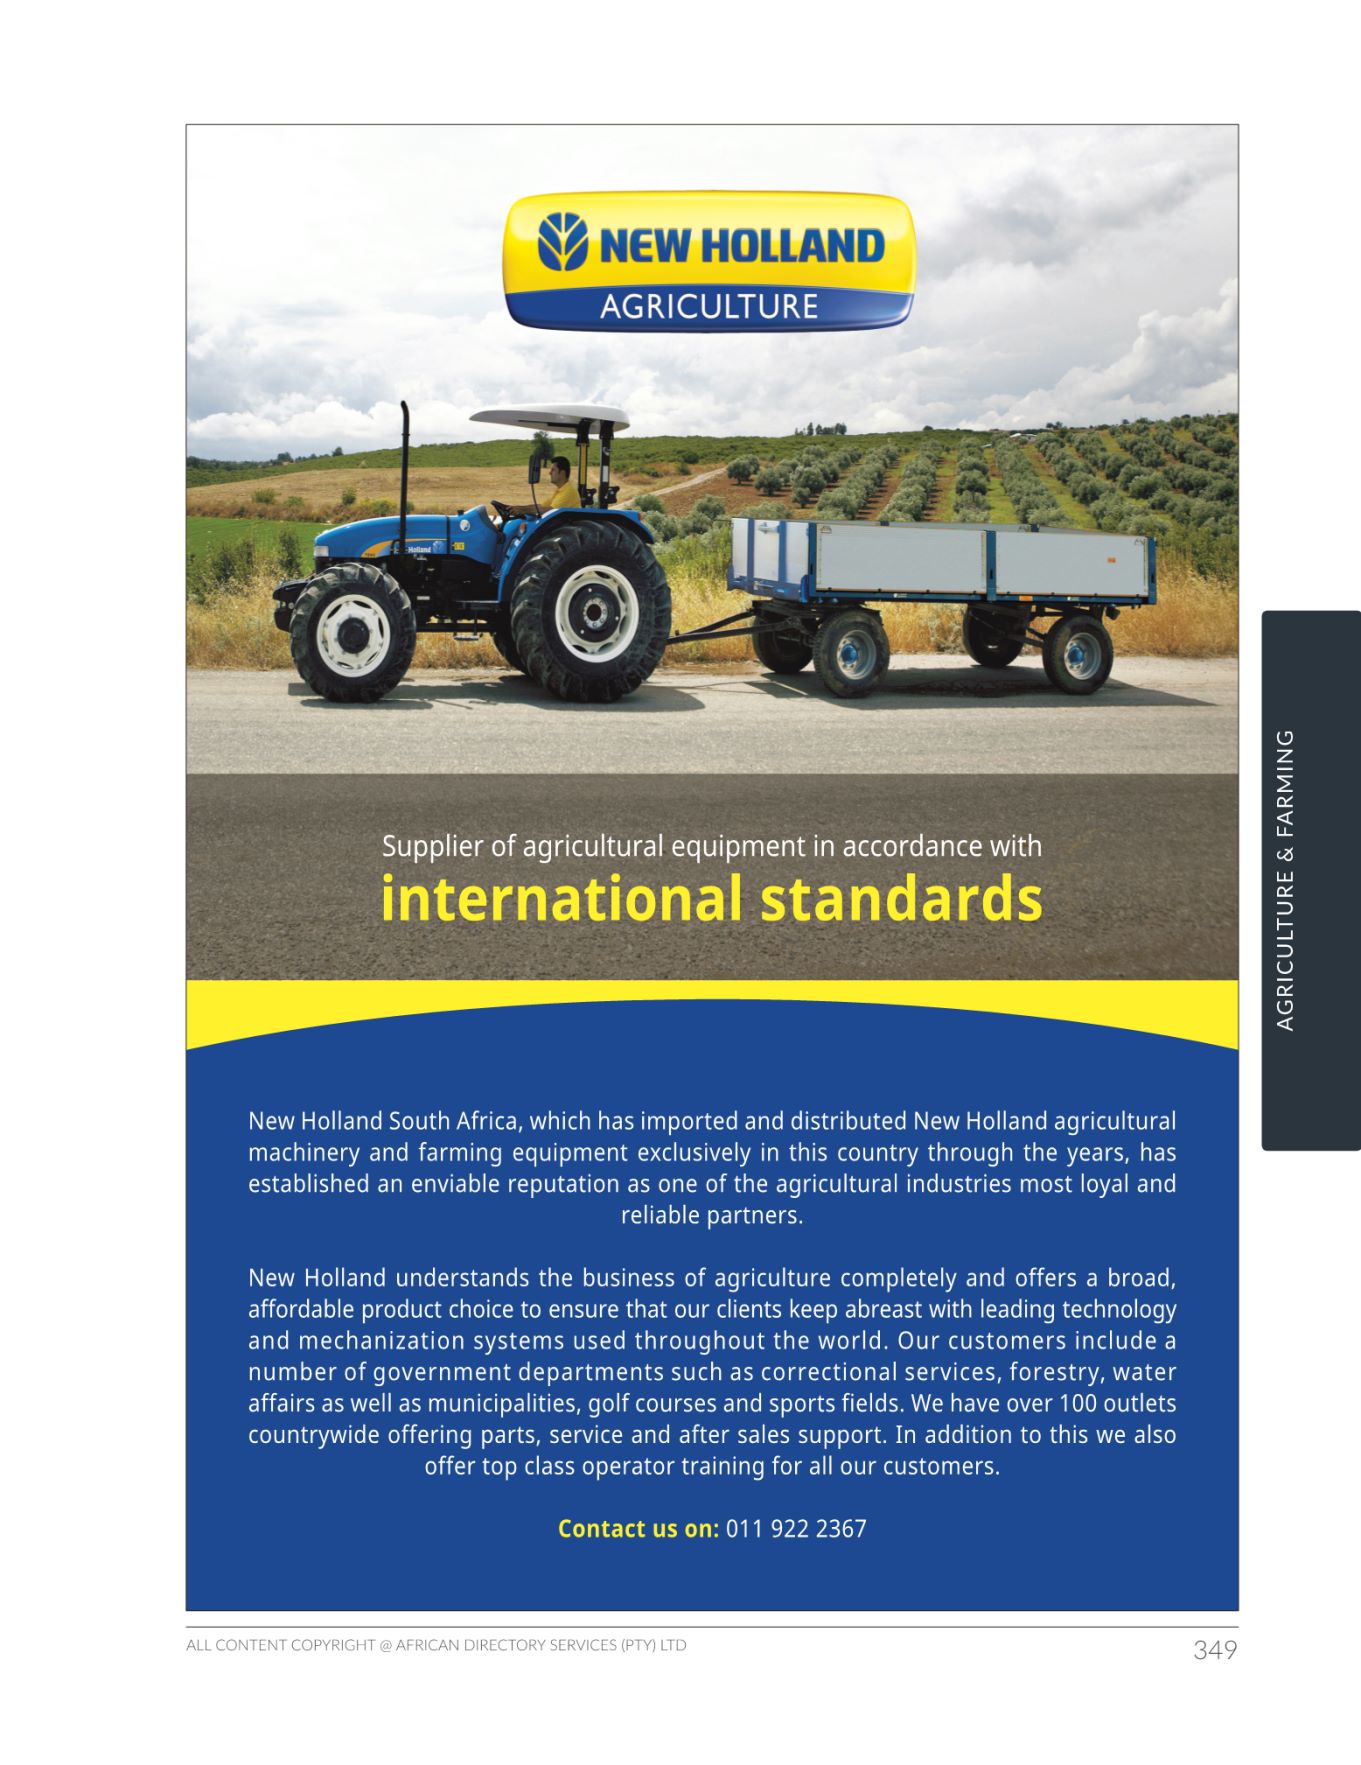 NEW HOLLAND
AGRICULTURE
Holland
Supplier of agricultural equipment in accordance with
international standards
AGRICULTURE & FARMING
New Holland South Africa, which has imported and distributed New Holland agricultural
machinery and farming equipment exclusively in this country through the years, has
established an enviable reputation as one of the agricultural industries most loyal and
reliable partners.
New Holland understands the business of agriculture completely and offers a broad,
affordable product choice to ensure that our clients keep abreast with leading technology
and mechanization systems used throughout the world. Our customers include a
number of government departments such as correctional services, forestry, water
affairs as well as municipalities, golf courses and sports fields. We have over 100 outlets
countrywide offering parts, service and after sales support. In addition to this we also
offer top class operator training for all our customers.
Contact us on: 011 922 2367
ALL CONTENT COPYRIGHT @ AFRICAN DIRECTORY SERVICES (PTY) LTD
349